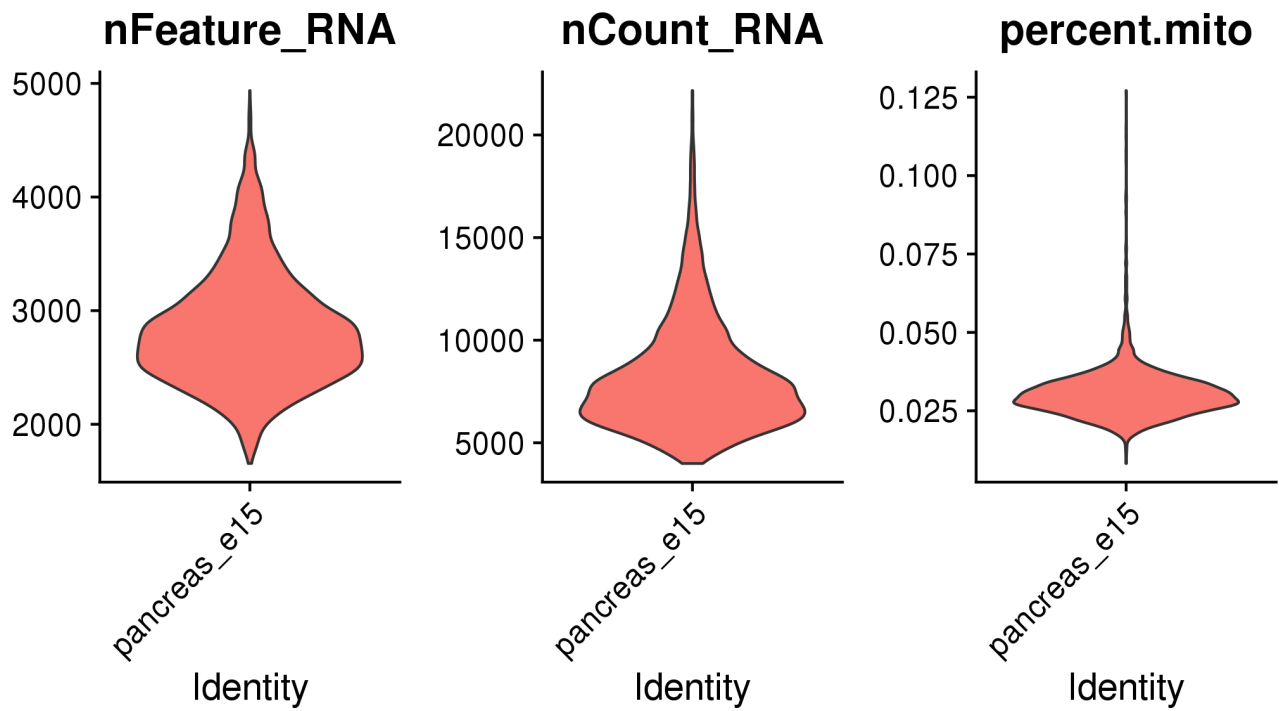 nFeature_RNA
5000
4000
3000
2000
pancreas_e15
Identity
nCount_RNA
20000
15000
10000
5000
pancreas_e15
Identity
percent.mito
0.125
0.100
0.075
0.050
0.025
pancreas_e15
Identity